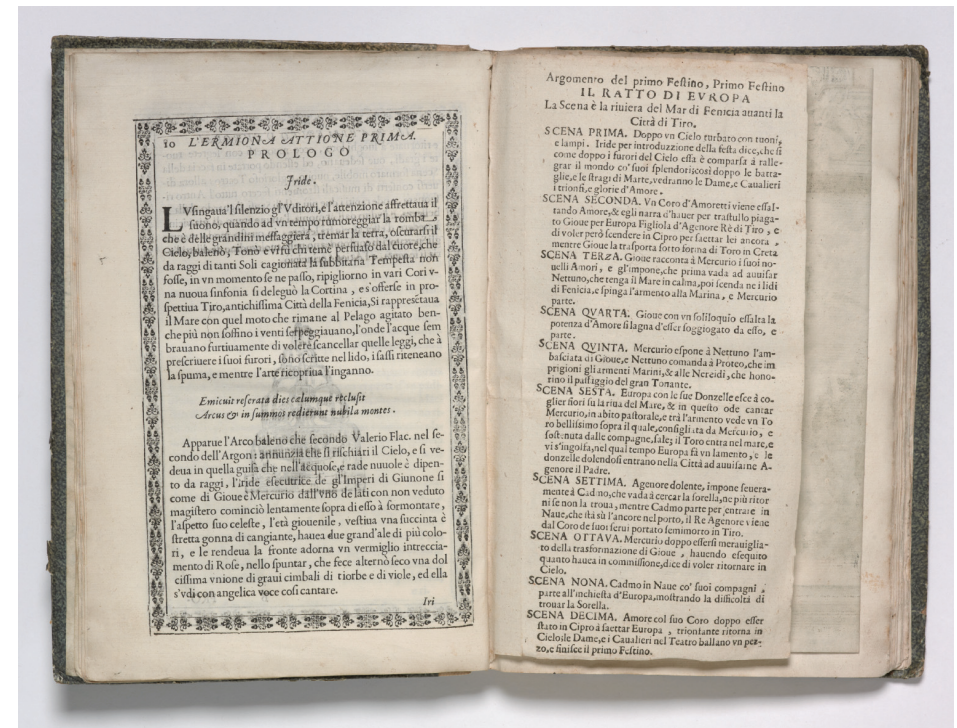 10 L'ERMIONA ATTIONE PRIMA.
PROLOGO
Iride.
LVsingaua'l silenzio gl'Vditori, e l'attenzione affrettaua il
suono, quando ad vn tempo rumoreggiar la tomba
che è delle grandini messaggiera, tremar la terra, oscurarsi il
Cielo, balenò, Tonò e vi fù chi tenè persuaso dal cuore, che
da raggi di tanti Soli cagionata la subbitana Tempesta non
fosse, in vn momento se ne passò, ripigliorno in vari Cori v-
na nuoua sinfonia si deleguò la Cortina, e s'offerse in pro-
spettiua Tiro, antichissima Città della Fenicia, Si rappresẽtaua
il Mare con quel moto che rimane al Pelago agitato ben-
che più non soffino i venti serpeggiauano, l'onde l'acque sem
brauano furtiuamente di volere scancellar quelle leggi, che à
prescriuere i suoi furori, sono scritte nel lido, i sassi riteneano
la spuma, e mentre l'arte ricopriua l'inganno.
Emicuit reserata dies cælumque reclusit
Arcus & in summos redierunt nubila montes.
Apparue l'Arco baleno che secondo Valerio Flac. nel se-
condo dell'Argon: annunzia che si rischiari il Cielo, e si ve-
deua in quella guisa che nell'acquose, e rade nuuole è dipen-
to da raggi, l'iride esecutrice de gl'Imperi di Giunone si
come di Gioue è Mercurio dall'vno de lati con non veduto
magistero cominciò lentamente sopra di esso à sormontare,
l'aspetto suo celeste, l'età giouenile, vestiua vna succinta è
stretta gonna di cangiante, hauea due grand'ale di più colo-
ri, e le rendeua la fronte adorna vn vermiglio intreccia-
mento di Rose, nello spuntar, che fece alternò seco vna dol
cissima vnione di graui cimbali di tiorbe e di viole, ed ella
s'vdì con angelica voce così cantare.
Iri
Argomento del primo Festino, Primo Festino
IL RATTO DI EVROPA
La Scena è la riuiera del Mar di Fenicia auanti la
Città di Tiro.
SCENA PRIMA. Doppo vn Cielo turbato con tuoni,
e lampi. Iride per introduzzione della festa dice, che si
come doppo i furori del Cielo essa è comparsa à ralle-
grar il mondo co' suoi splendori; così doppo le batta-
glie, e le stragi di Marte, vedranno le Dame, e Caualieri
i trionfi, e glorie d'Amore.
SCENA SECONDA. Vn Coro d'Amoretti viene essal-
tando Amore, & egli narra d'hauer per trastullo piaga-
to Gioue per Europa Figliola d'Agenore Rè di Tiro, e
di voler però scendere in Cipro per saettar lei ancora,
mentre Gioue la trasporta sotto forma di Toro in Creta
SCENA TERZA. Gioue racconta à Mercurio i suoi no-
uelli Amori, e gl'impone, che prima vada ad auuisar
Nettuno, che tenga il Mare in calma, poi scenda ne i lidi
di Fenicia, e spinga l'armento alla Marina, e Mercurio
parte.
SCENA QVARTA. Gioue con vn soliloquio essalta la
potenza d'Amore si lagna d'esser soggiogato da esso, e
parte.
SCENA QVINTA. Mercurio espone à Nettuno l'am-
basciata di Gioue, e Nettuno comanda à Proteo, che im
prigioni gli armenti Marini, & alle Nereidi, che hono-
rino il passaggio del gran Tonante.
SCENA SESTA. Europa con le sue Donzelle esce à co-
glier fiori su la riua del Mare, & in questo ode cantar
Mercurio, in abito pastorale, e trà l'armento vede vn To
ro bellissimo sopra il quale, consigliata da Mercurio, e
sostenuta dalle compagne, sale; il Toro entra nel mare, e
vi s'ingolfa, nel qual tempo Europa fà vn lamento, e le
donzelle dolendosi entrano nella Città ad auuisarne A-
genore il Padre.
SCENA SETTIMA. Agenore dolente, impone seuera-
mente à Cadmo, che vada à cercar la sorella, ne più ritor
ni se non la troua, mentre Cadmo parte per entrare in
Naue, che stà sù l'ancore nel porto, il Re Agenore viene
dal Coro de suoi serui portato semimorto in Tiro.
SCENA OTTAVA. Mercurio doppo essersi merauiglia-
to della trasformazione di Gioue, hauendo esequito
quanto hauea in commissione, dice di voler ritornare in
Cielo.
SCENA NONA. Cadmo in Naue co' suoi compagni,
parte all'inchiesta d'Europa, mostrando la difficoltà di
trouar la Sorella.
SCENA DECIMA. Amore col suo Coro doppo esser
stato in Cipro à saettar Europa, trionfante ritorna in
Cielo; le Dame, e i Caualieri nel Teatro ballano vn pez-
zo, e finisce il primo Festino.